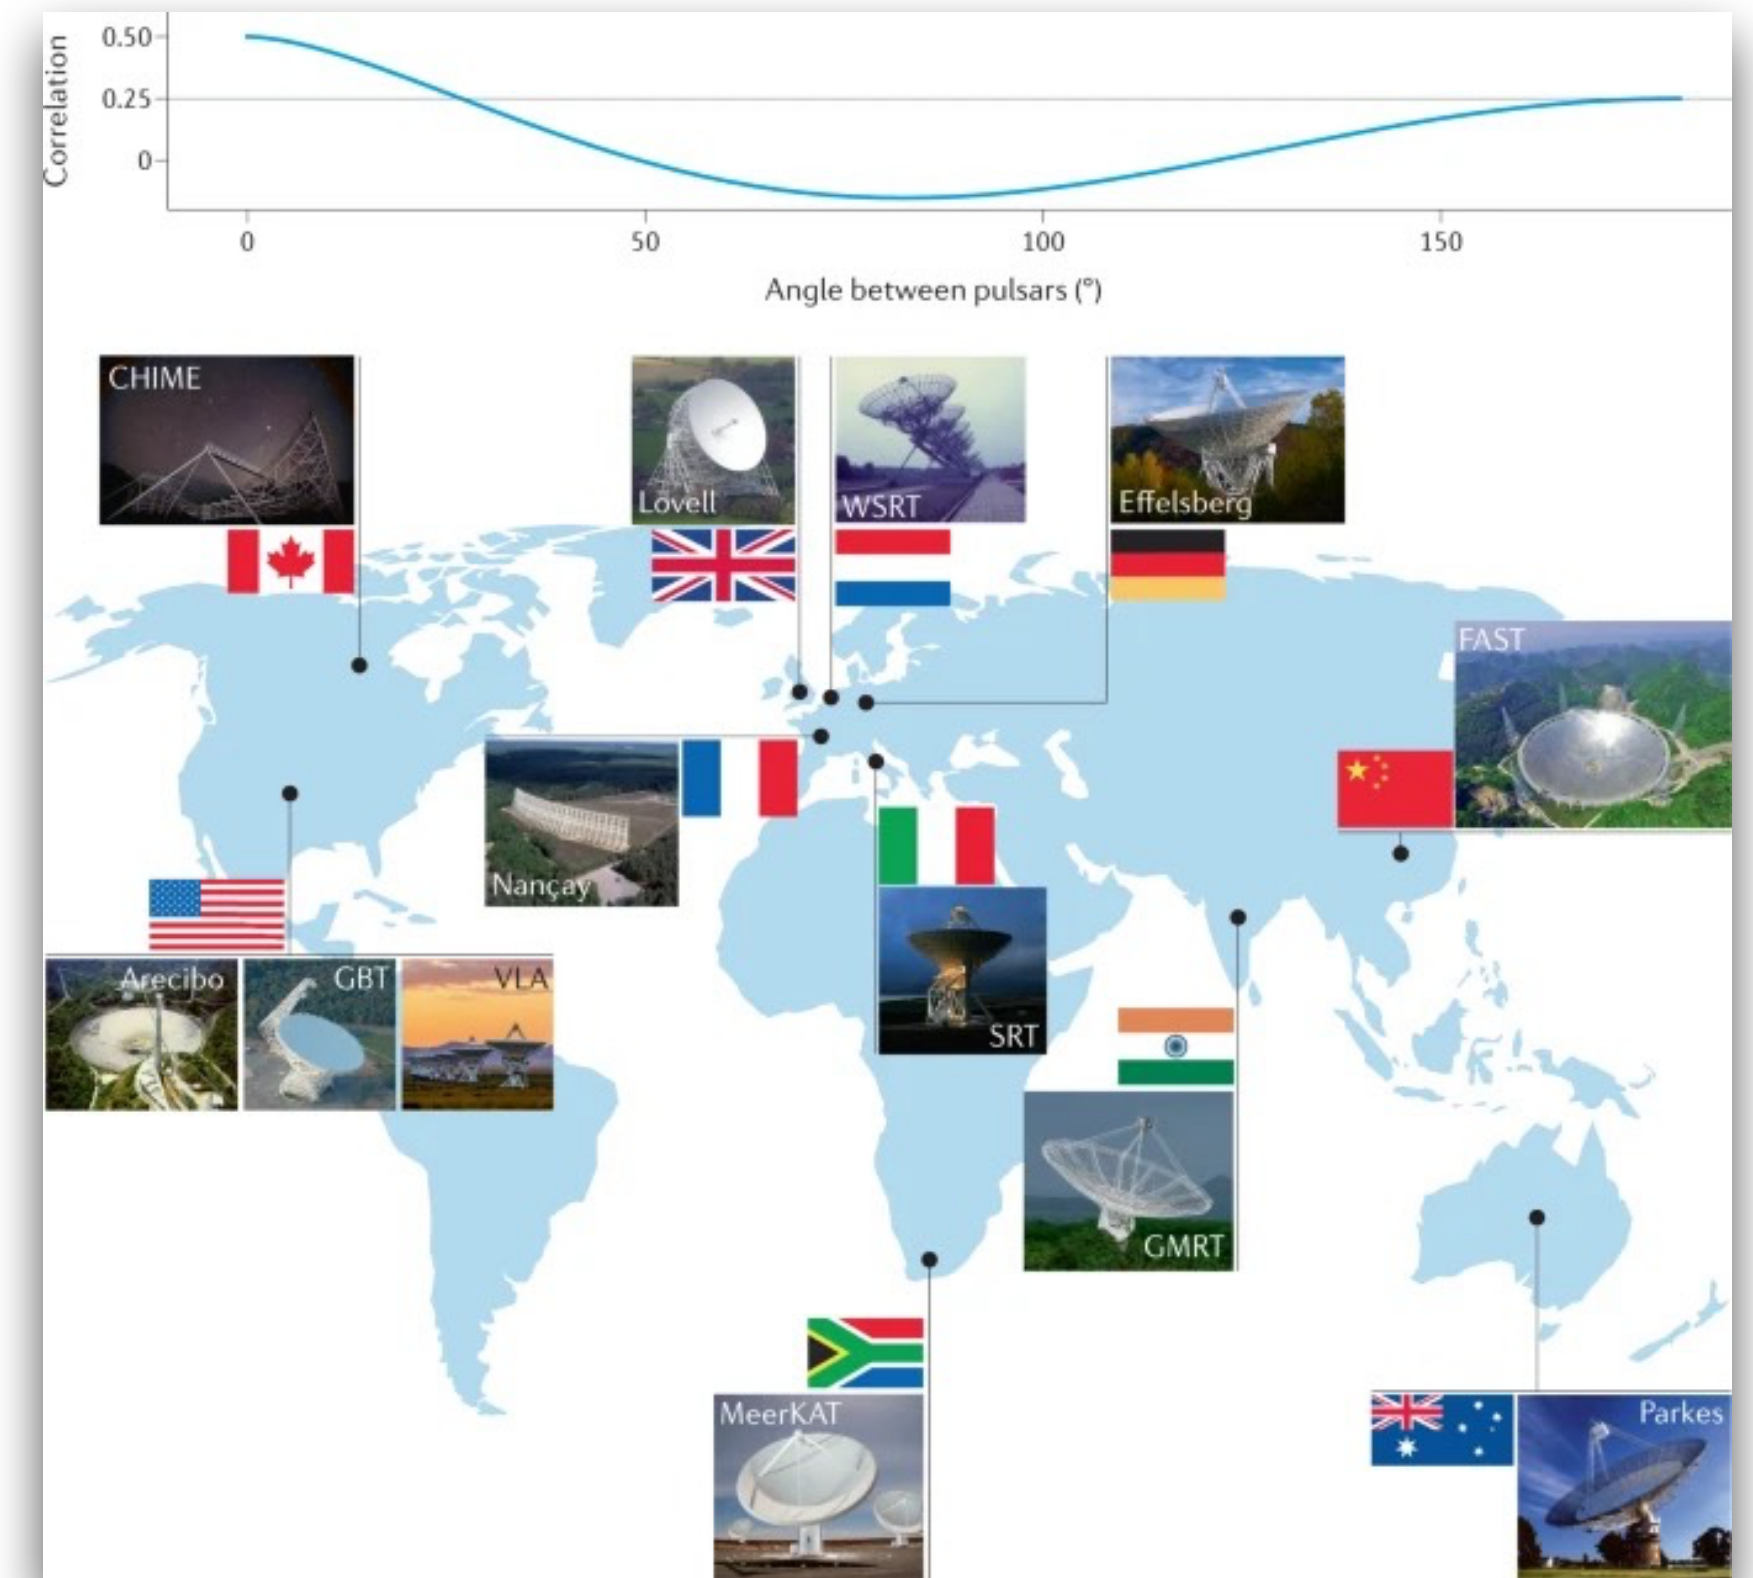 Correlation
0.50
0.25
0
0
50
100
150
Angle between pulsars (°)
CHIME
Lovell
WSRT
Effelsberg
FAST
Nançay
Arecibo
GBT
VLA
SRT
GMRT
MeerKAT
Parkes